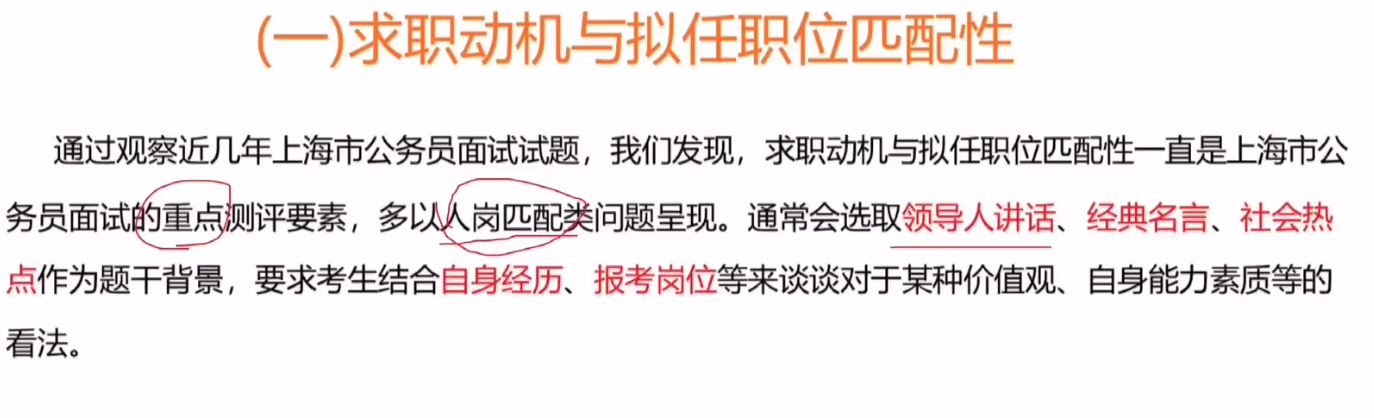 (一)求职动机与拟任职位匹配性
通过观察近几年上海市公务员面试试题，我们发现，求职动机与拟任职位匹配性一直是上海市公
务员面试的重点测评要素，多以人岗匹配类问题呈现。通常会选取领导人讲话、经典名言、社会热
点作为题干背景，要求考生结合自身经历、报考岗位等来谈谈对于某种价值观、自身能力素质等的
看法。